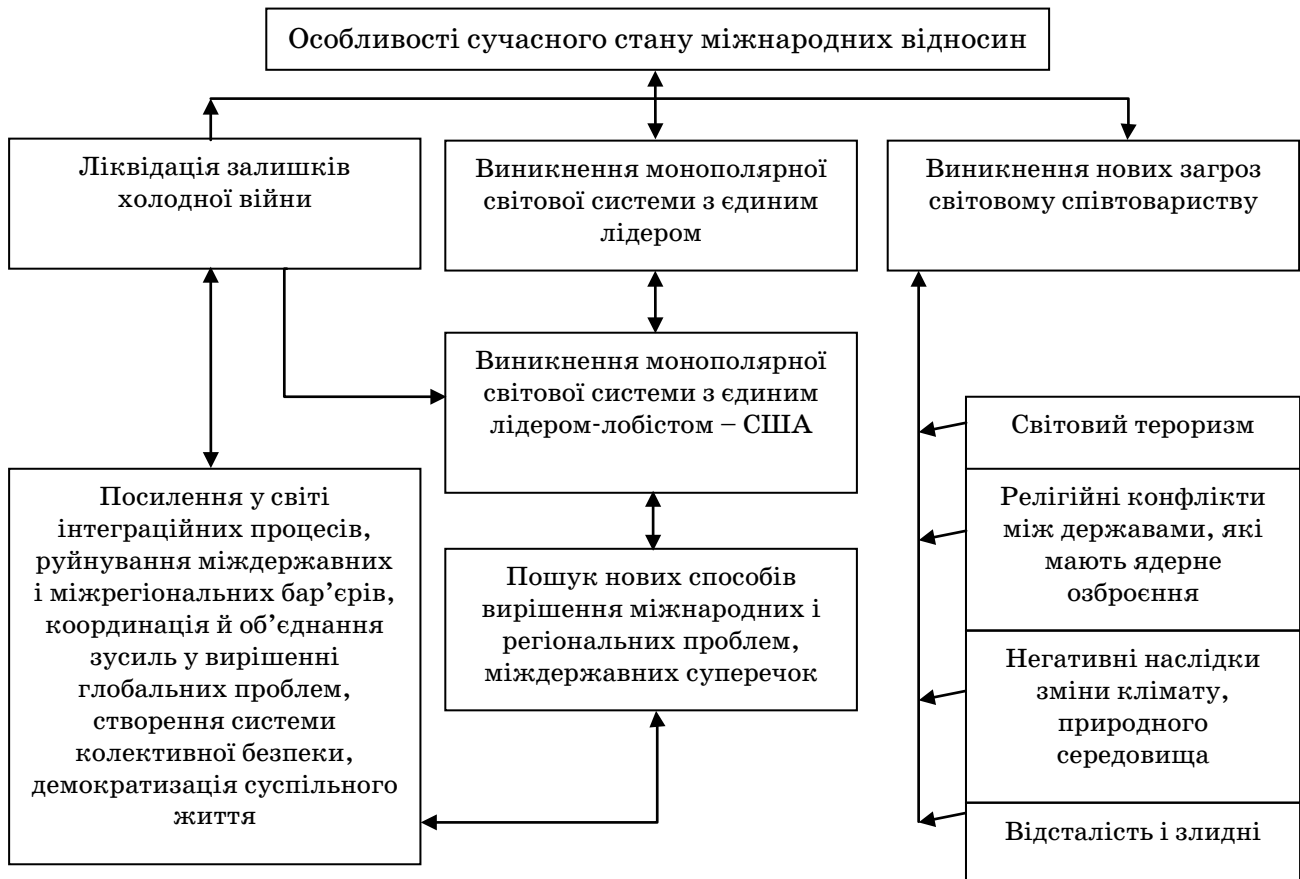 Особливості сучасного стану міжнародних відносин
Ліквідація залишків
холодної війни
Виникнення монополярної
світової системи з єдиним
лідером
Виникнення нових загроз
світовому співтовариству
Виникнення монополярної
світової системи з єдиним
лідером-лобістом – США
Посилення у світі
інтеграційних процесів,
руйнування міждержавних
і міжрегіональних бар’єрів,
координація й об’єднання
зусиль у вирішенні
глобальних проблем,
створення системи
колективної безпеки,
демократизація суспільного
життя
Пошук нових способів
вирішення міжнародних і
регіональних проблем,
міждержавних суперечок
Світовий тероризм
Релігійні конфлікти
між державами, які
мають ядерне
озброєння
Негативні наслідки
зміни клімату,
природного
середовища
Відсталість і злидні